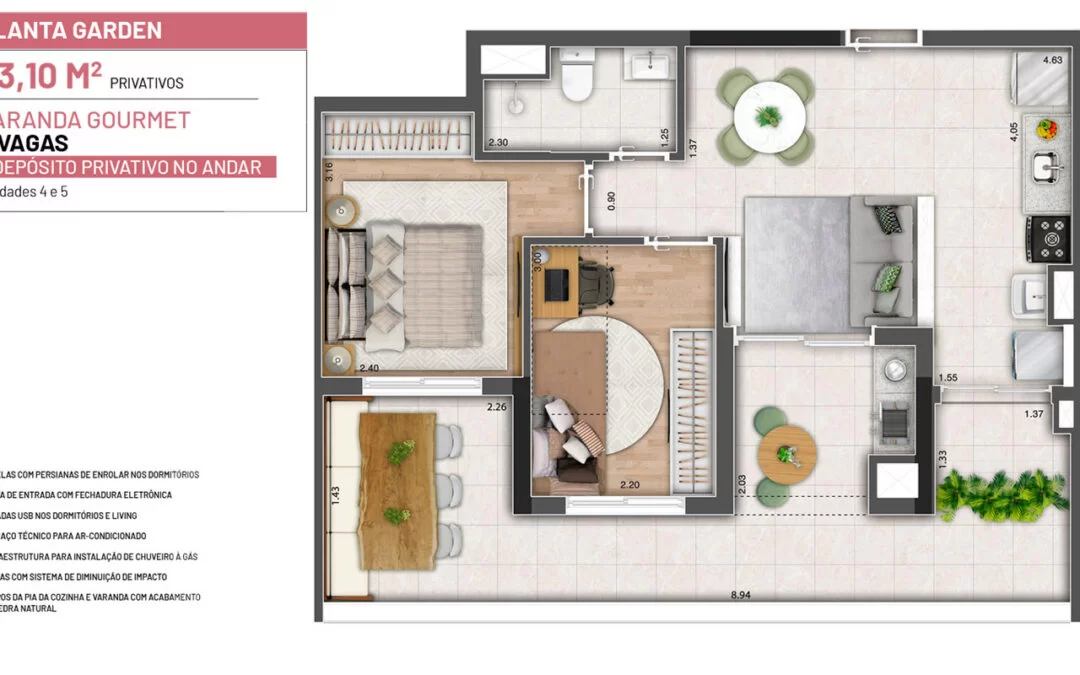 LANTA GARDEN
3,10 M² PRIVATIVOS
ARANDA GOURMET
VAGAS
DEPÓSITO PRIVATIVO NO ANDAR
dades 4 e 5
ELAS COM PERSIANAS DE ENROLAR NOS DORMITÓRIOS
A DE ENTRADA COM FECHADURA ELETRÔNICA
ADAS USB NOS DORMITÓRIOS E LIVING
AÇO TÉCNICO PARA AR-CONDICIONADO
AESTRUTURA PARA INSTALAÇÃO DE CHUVEIRO À GÁS
AS COM SISTEMA DE DIMINUIÇÃO DE IMPACTO
POS DA PIA DA COZINHA E VARANDA COM ACABAMENTO
EDRA NATURAL
4.63
4,05
2.30
1.25
1.37
3.16
0.90
3.00
2.40
2.26
1.55
1.37
1.33
1.43
2.20
2.03
8.94